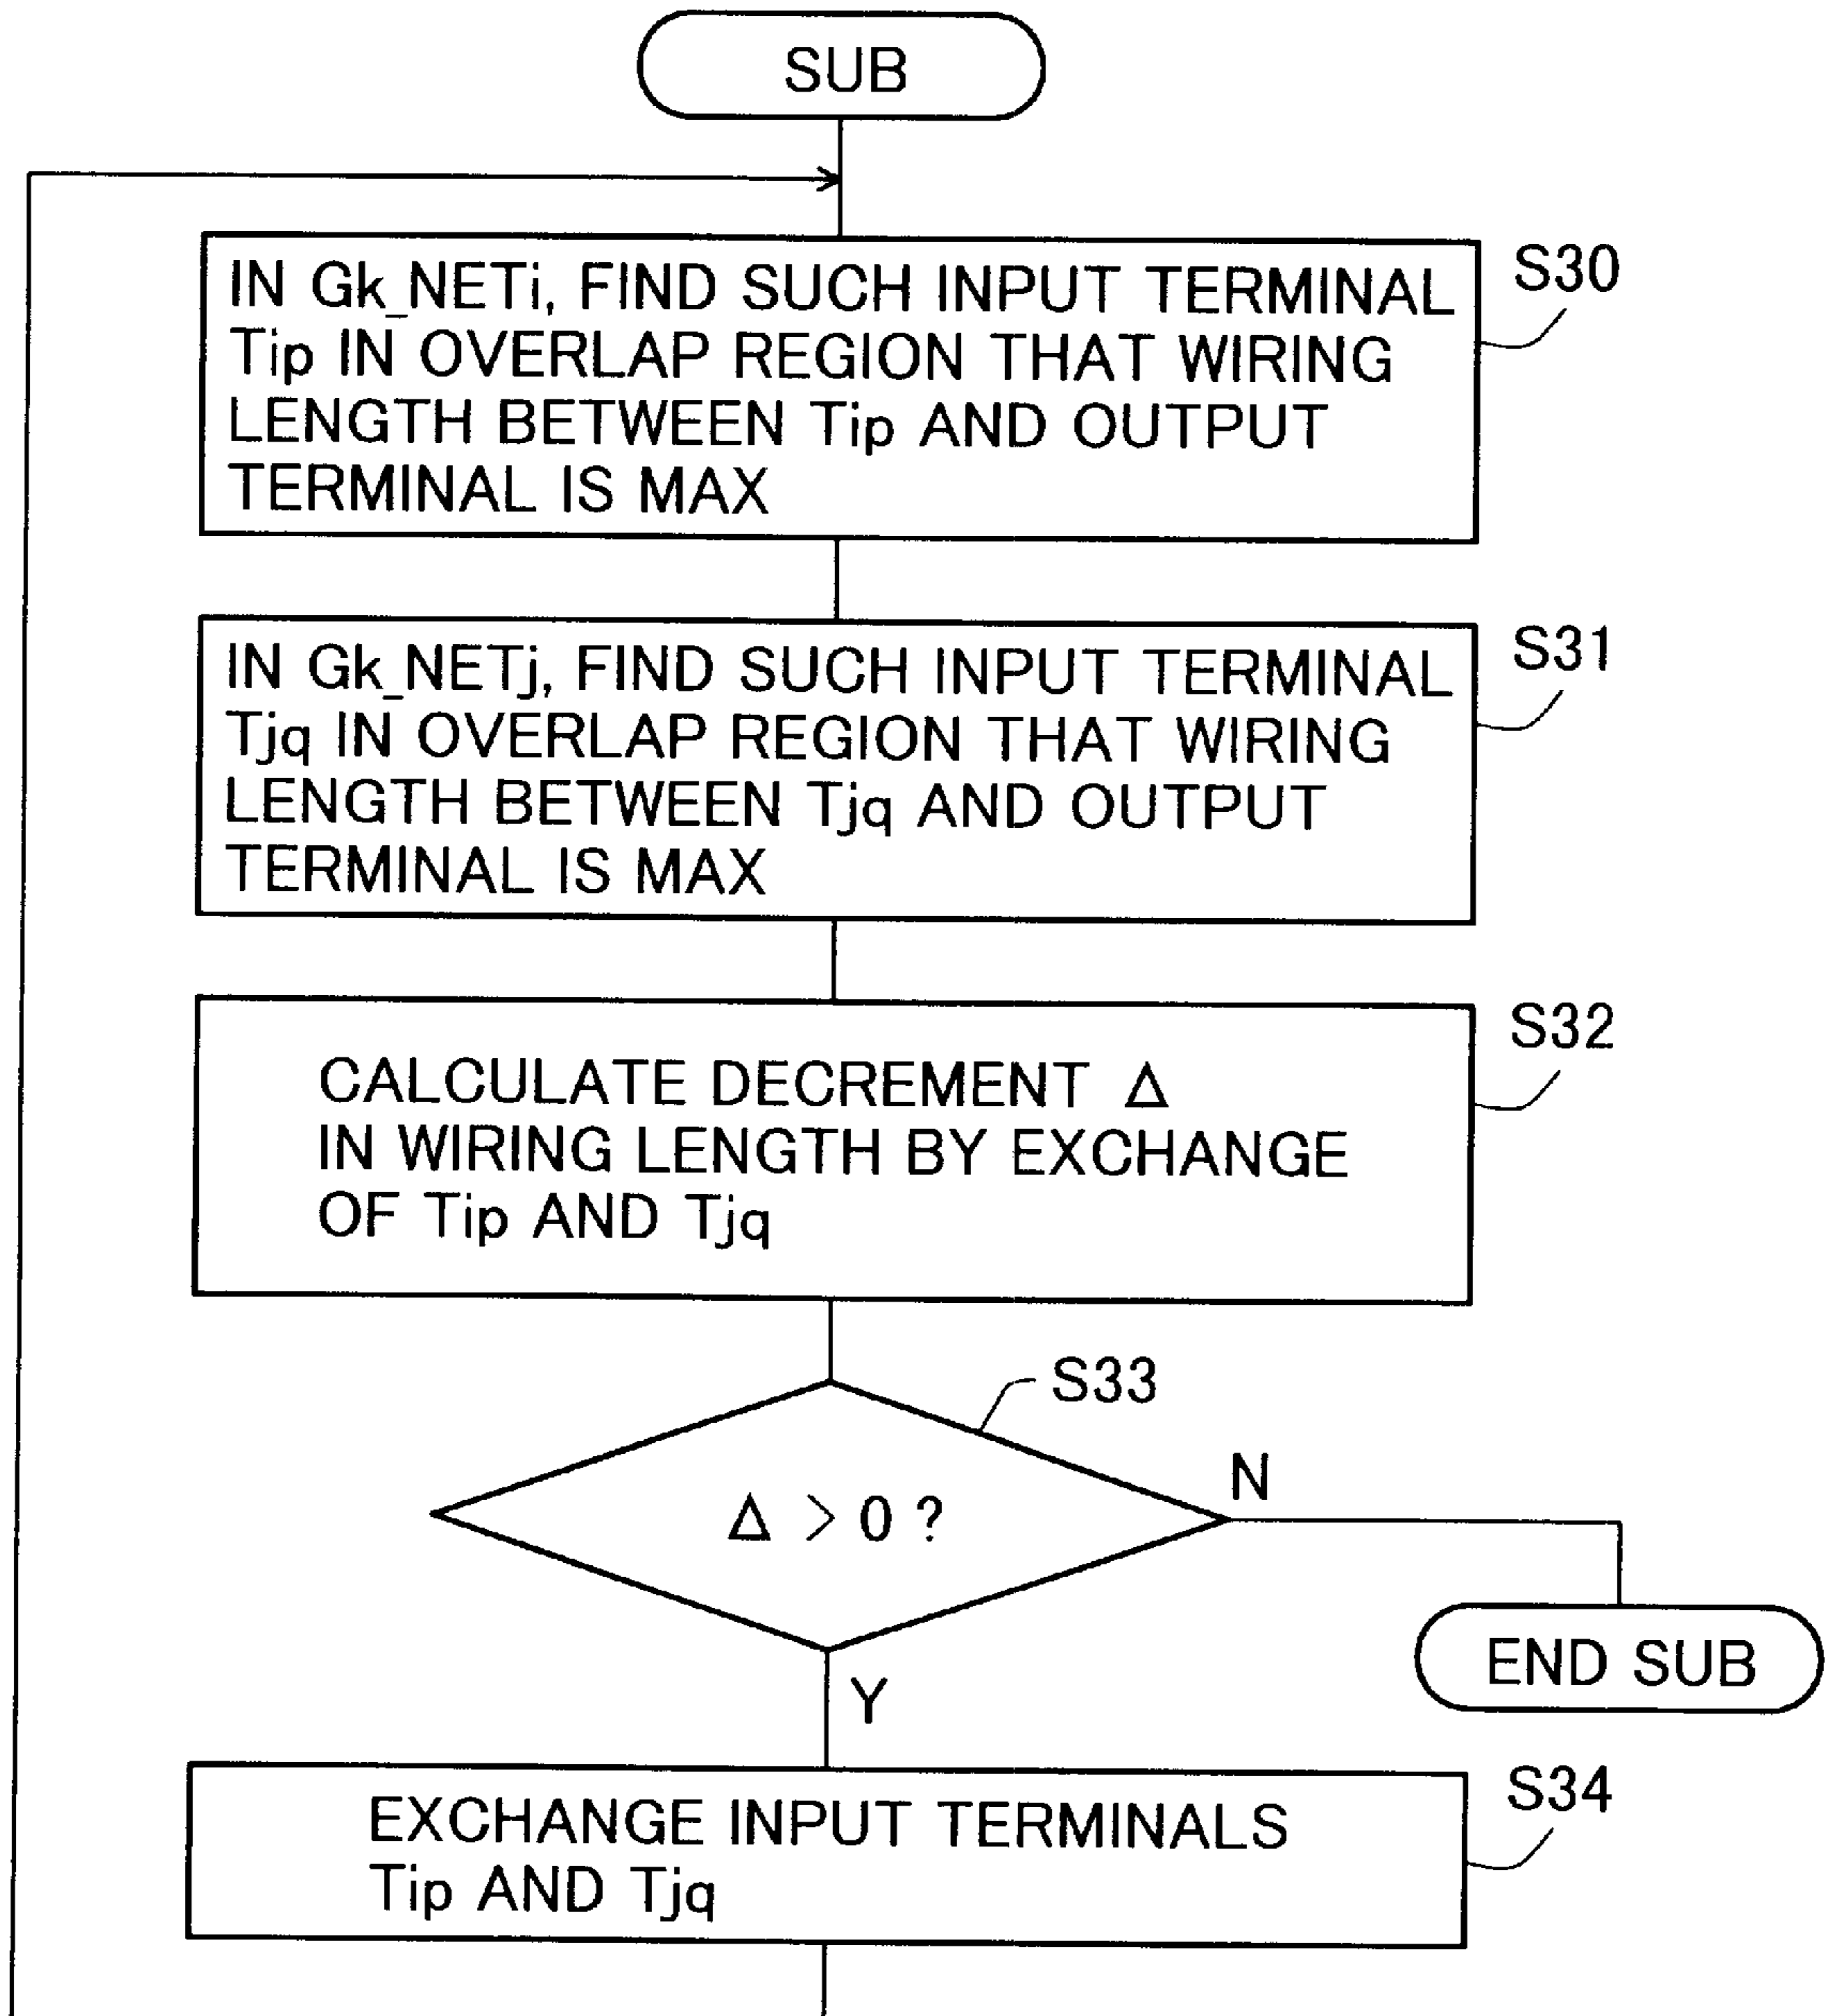 SUB
IN Gk_NETi, FIND SUCH INPUT TERMINAL
Tip IN OVERLAP REGION THAT WIRING
LENGTH BETWEEN Tip AND OUTPUT
TERMINAL IS MAX
S30
IN Gk_NETj, FIND SUCH INPUT TERMINAL
Tjq IN OVERLAP REGION THAT WIRING
LENGTH BETWEEN Tjq AND OUTPUT
TERMINAL IS MAX
S31
CALCULATE DECREMENT Δ
IN WIRING LENGTH BY EXCHANGE
OF Tip AND Tjq
S32
S33
Δ > 0 ?
N
END SUB
Y
EXCHANGE INPUT TERMINALS
Tip AND Tjq
S34